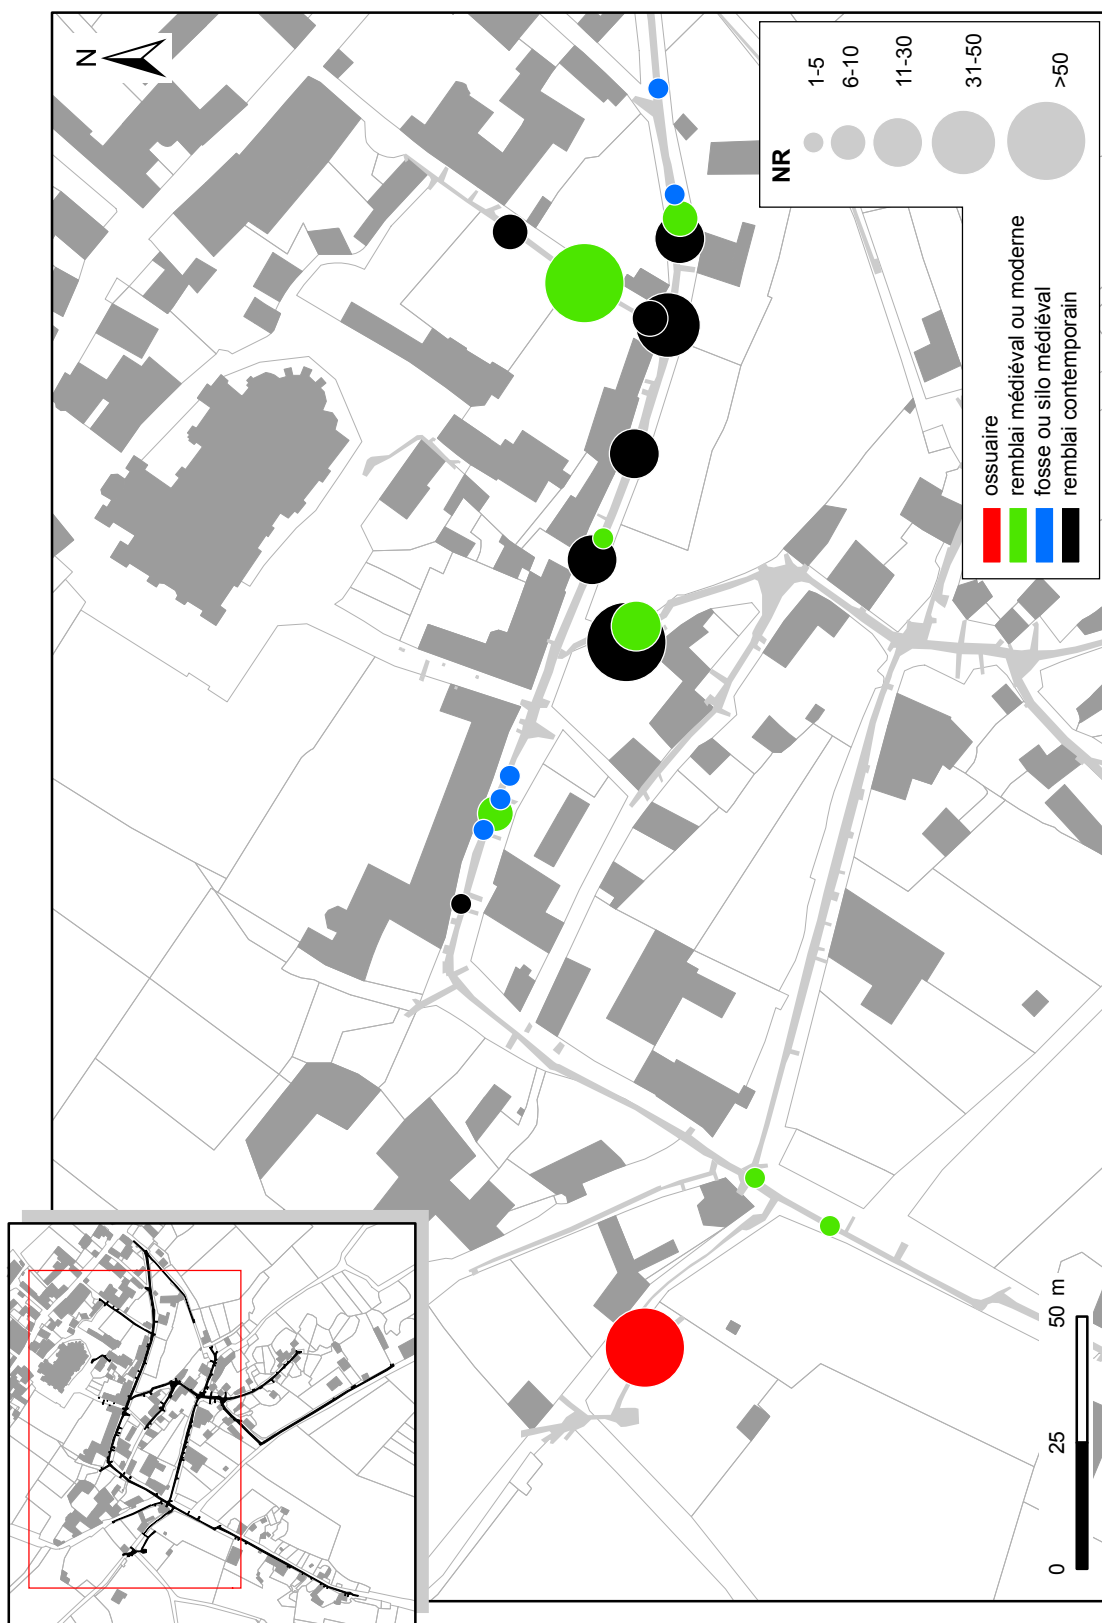 N
NR
1-5
6-10
11-30
31-50
>50
ossuaire
remblai médiéval ou moderne
fosse ou silo médiéval
remblai contemporain
0 25 50 m